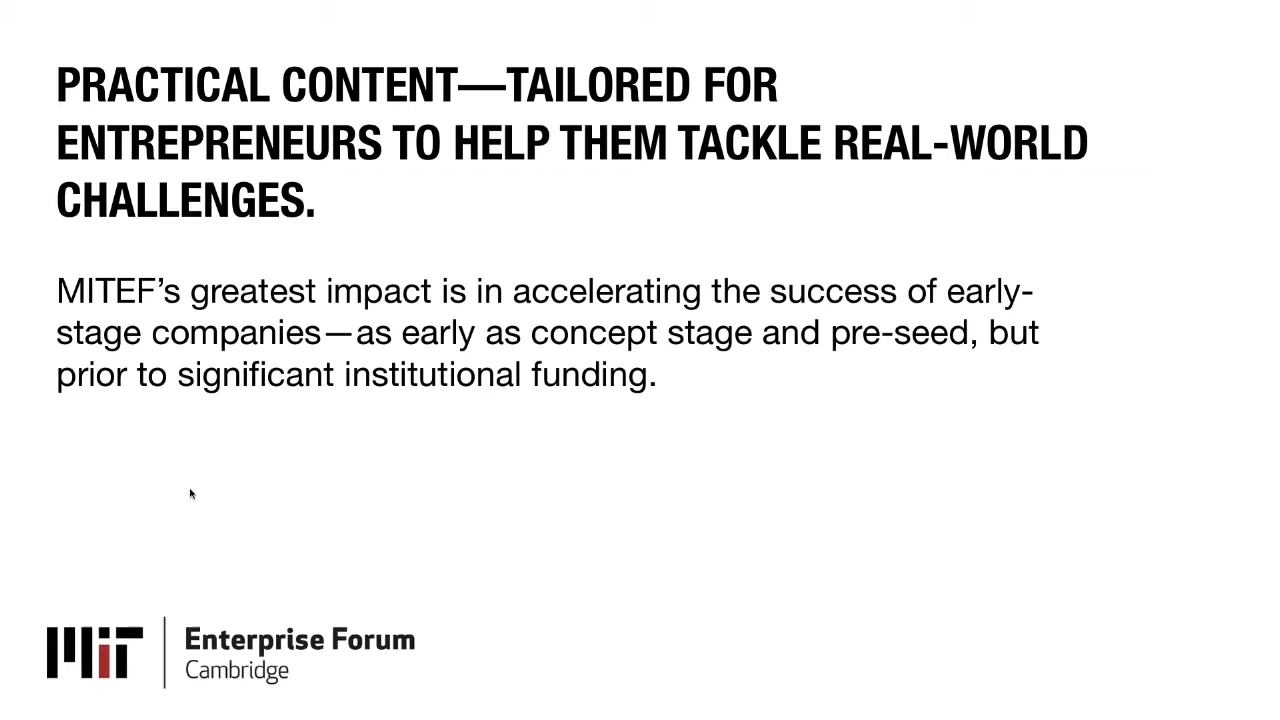 PRACTICAL CONTENT—TAILORED FOR
ENTREPRENEURS TO HELP THEM TACKLE REAL-WORLD
CHALLENGES.
MITEF’s greatest impact is in accelerating the success of early-
stage companies—as early as concept stage and pre-seed, but
prior to significant institutional funding.
MIT
Enterprise Forum
Cambridge